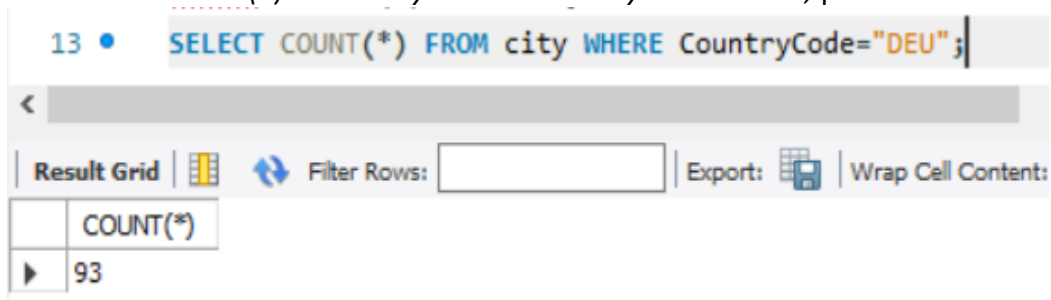 13 SELECT COUNT(*) FROM city WHERE CountryCode="DEU";
Result Grid Filter Rows: Export: Wrap Cell Content:
COUNT(*)
93